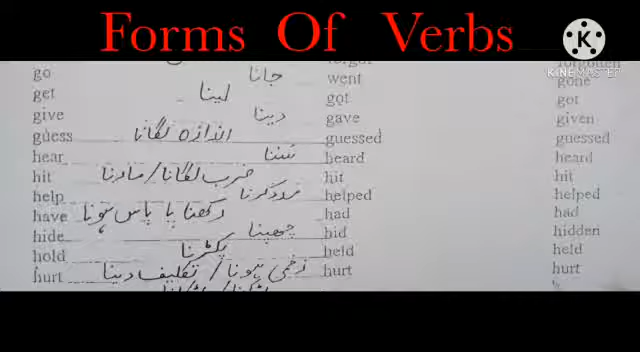 Forms Of Verbs
KINEMASTER
forgot forgotten
go جانا went gone
get لینا got got
give دینا gave given
guess اندازہ لگانا guessed guessed
hear سننا heard heard
hit ضرب لگانا/مارنا hit hit
help مدد کرنا helped helped
have رکھنا یا پاس ہونا had had
hide چھپنا hid hidden
hold پکڑنا held held
hurt زخمی ہونا/تکلیف دینا hurt hurt